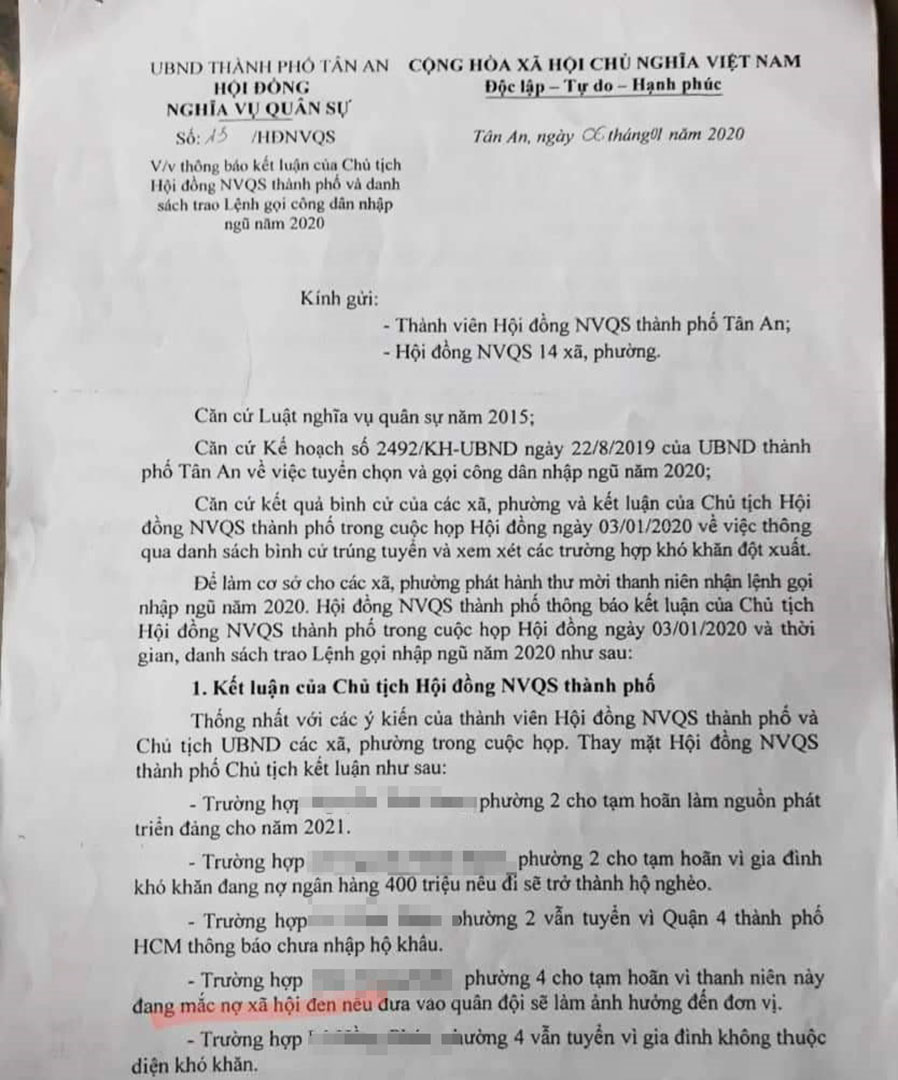 UBND THÀNH PHỐ TÂN AN
HỘI ĐỒNG
NGHĨA VỤ QUÂN SỰ
Số: 15 /HĐNVQS
V/v thông báo kết luận của Chủ tịch
Hội đồng NVQS thành phố và danh
sách trao Lệnh gọi công dân nhập
ngũ năm 2020
CỘNG HÒA XÃ HỘI CHỦ NGHĨA VIỆT NAM
Độc lập – Tự do – Hạnh phúc
Tân An, ngày 06 tháng 01 năm 2020
Kính gửi:
- Thành viên Hội đồng NVQS thành phố Tân An;
- Hội đồng NVQS 14 xã, phường.
Căn cứ Luật nghĩa vụ quân sự năm 2015;
Căn cứ Kế hoạch số 2492/KH-UBND ngày 22/8/2019 của UBND thành
phố Tân An về việc tuyển chọn và gọi công dân nhập ngũ năm 2020;
Căn cứ kết quả bình cử của các xã, phường và kết luận của Chủ tịch Hội
đồng NVQS thành phố trong cuộc họp Hội đồng ngày 03/01/2020 về việc thông
qua danh sách bình cử trúng tuyển và xem xét các trường hợp khó khăn đột xuất.
Để làm cơ sở cho các xã, phường phát hành thư mời thanh niên nhận lệnh gọi
nhập ngũ năm 2020. Hội đồng NVQS thành phố thông báo kết luận của Chủ tịch
Hội đồng NVQS thành phố trong cuộc họp Hội đồng ngày 03/01/2020 và thời
gian, danh sách trao Lệnh gọi nhập ngũ năm 2020 như sau:
1. Kết luận của Chủ tịch Hội đồng NVQS thành phố
Thống nhất với các ý kiến của thành viên Hội đồng NVQS thành phố và
Chủ tịch UBND các xã, phường trong cuộc họp. Thay mặt Hội đồng NVQS
thành phố Chủ tịch kết luận như sau:
- Trường hợp phường 2 cho tạm hoãn làm nguồn phát
triển đảng cho năm 2021.
- Trường hợp phường 2 cho tạm hoãn vì gia đình
khó khăn đang nợ ngân hàng 400 triệu nêu đi sẽ trở thành hộ nghèo.
- Trường hợp phường 2 vẫn tuyển vì Quận 4 thành phố
HCM thông báo chưa nhập hộ khẩu.
- Trường hợp phường 4 cho tạm hoãn vì thanh niên này
đang mắc nợ xã hội đen nếu đưa vào quân đội sẽ làm ảnh hưởng đến đơn vị.
- Trường hợp phường 4 vẫn tuyển vì gia đình không thuộc
diện khó khăn.